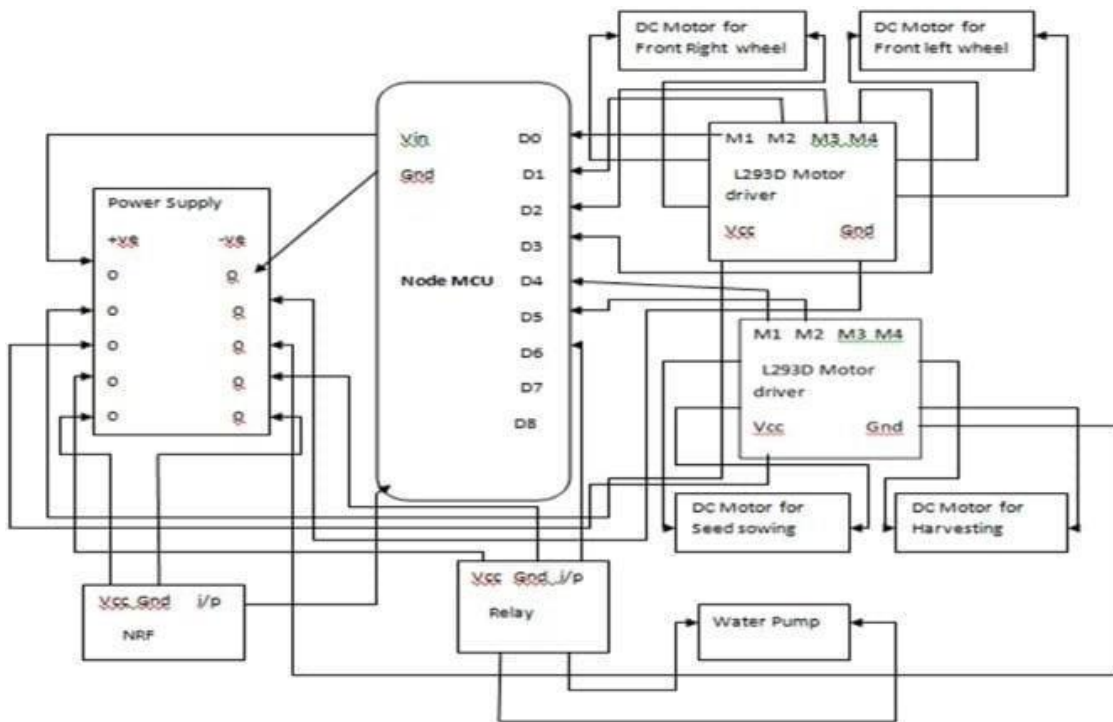 DC Motor for
Front Right wheel
DC Motor for
Front left wheel
Vin
Gnd
Node MCU
D0
D1
D2
D3
D4
D5
D6
D7
D8
M1 M2 M3 M4
L293D Motor
driver
Vcc Gnd
Power Supply
+ve -ve
O O
O O
O O
O O
O O
M1 M2 M3 M4
L293D Motor
driver
Vcc Gnd
DC Motor for
Seed sowing
DC Motor for
Harvesting
Vcc Gnd i/p
NRF
Vcc Gnd i/p
Relay
Water Pump